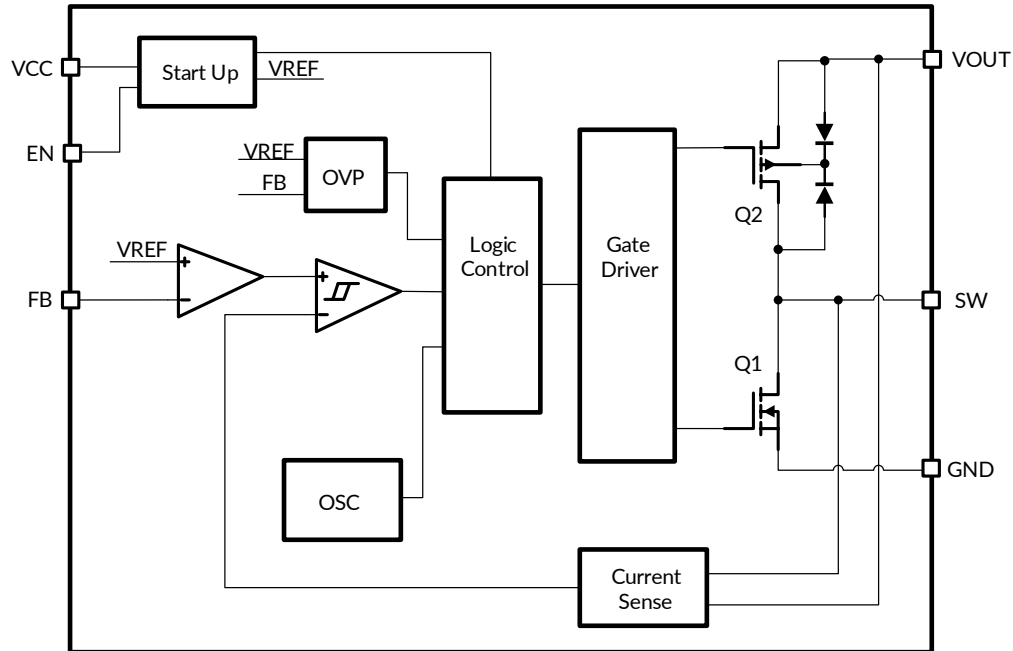 VCC
Start Up
VREF
VOUT
EN
VREF
FB
OVP
Q2
Logic
Control
Gate
Driver
VREF
+
-
+
-
FB
SW
Q1
GND
OSC
Current
Sense